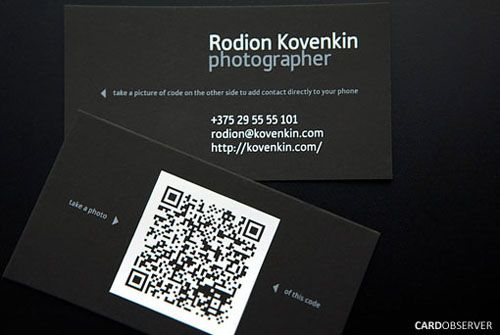 Rodion Kovenkin
photographer
take a picture of code on the other side to add contact directly to your phone
+375 29 55 55 101
rodion@kovenkin.com
http://kovenkin.com/
take a photo
of this code
CARDOBSERVER